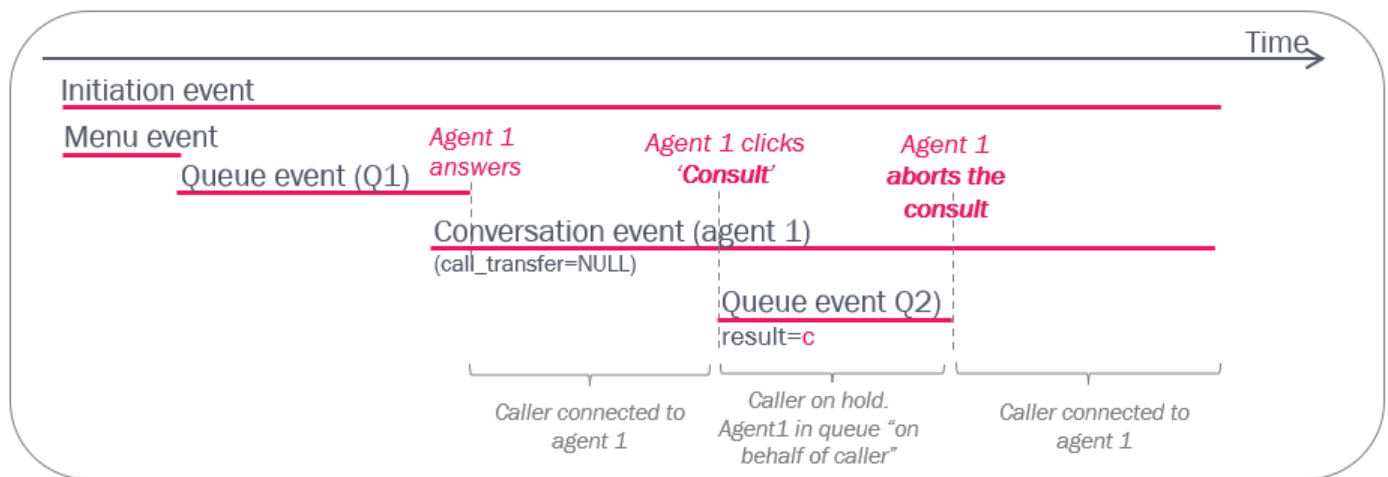 Time
Initiation event
Menu event
Agent 1
answers
Agent 1 clicks
‘Consult’
Agent 1
aborts the
consult
Queue event (Q1)
Conversation event (agent 1)
(call_transfer=NULL)
Queue event Q2)
result=c
Caller connected to
agent 1
Caller on hold.
Agent1 in queue “on
behalf of caller”
Caller connected to
agent 1